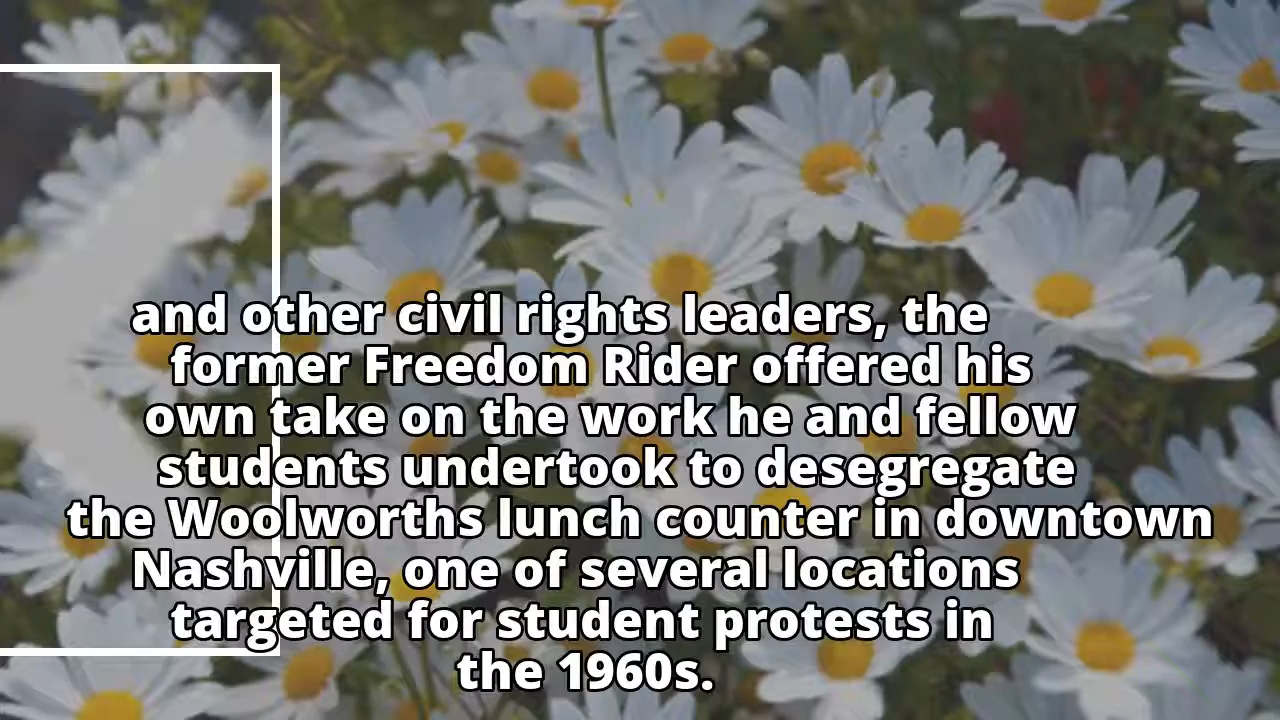 and other civil rights leaders, the
former Freedom Rider offered his
own take on the work he and fellow
students undertook to desegregate
the Woolworths lunch counter in downtown
Nashville, one of several locations
targeted for student protests in
the 1960s.